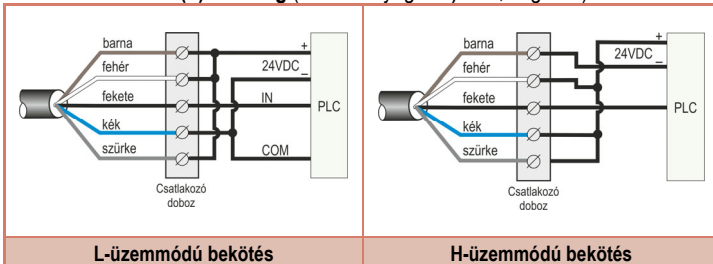 barna
fehér
fekete
kék
szürke
+
24VDC
–
IN
PLC
COM
Csatlakozó
doboz
L-üzemmódú bekötés
barna
fehér
fekete
kék
szürke
+
24VDC
–
PLC
Csatlakozó
doboz
H-üzemmódú bekötés